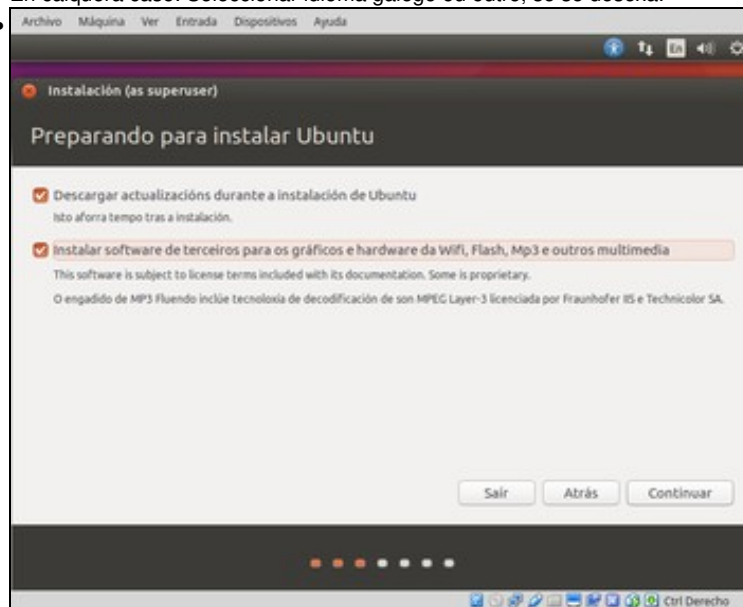 En calquera caso: Seleccionar idioma galego ou outro, se se desexa.
Archivo Máquina Ver Entrada Dispositivos Ayuda
En
Instalación (as superuser)
Preparando para instalar Ubuntu
Descargar actualizacións durante a instalación de Ubuntu
Isto aforra tempo tras a instalación.
Instalar software de terceiros para os gráficos e hardware da Wifi, Flash, Mp3 e outros multimedia
This software is subject to license terms included with its documentation. Some is proprietary.
O engadido de MP3 Fluendo inclúe tecnoloxía de decodificación de son MPEG Layer-3 licenciada por Fraunhofer IIS e Technicolor SA.
Saír Atrás Continuar
Ctrl Derecho